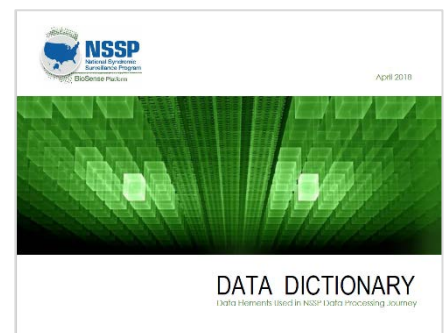 NSSP
National Syndromic
Surveillance Program
BioSense Platform
April 2018
DATA DICTIONARY
Data Elements Used in NSSP Data Processing Journey